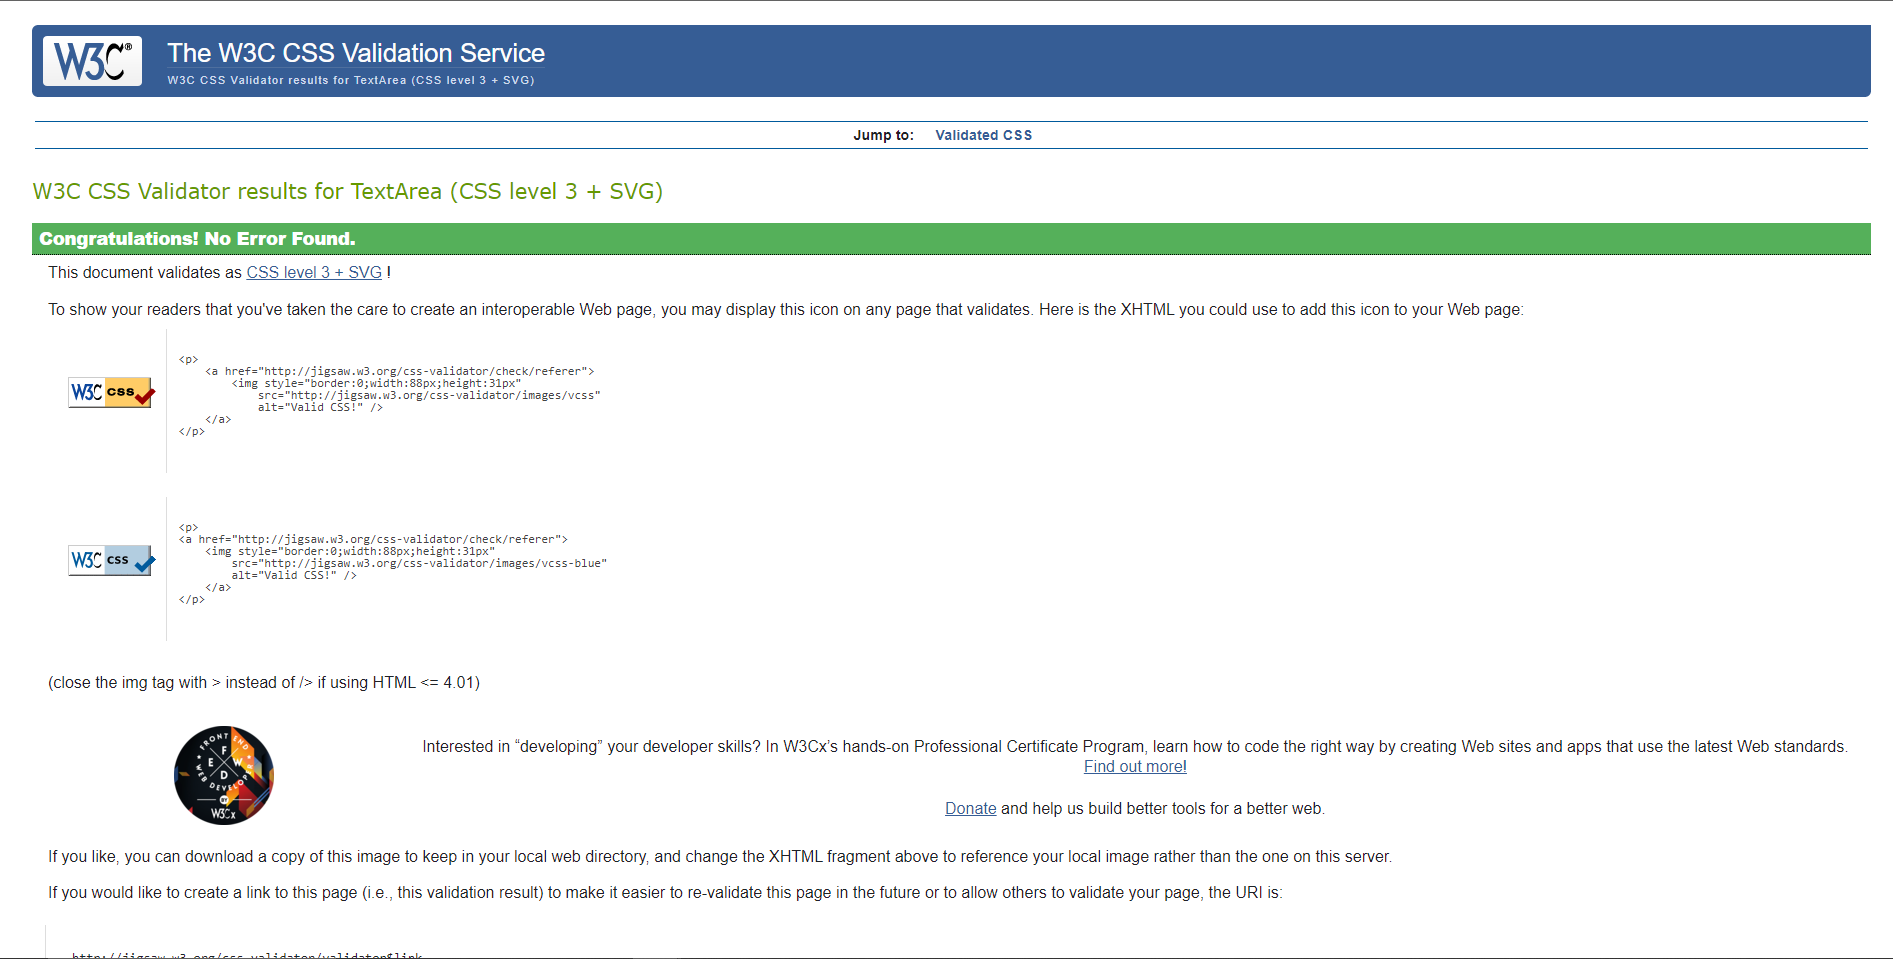 W3C®
The W3C CSS Validation Service
W3C CSS Validator results for TextArea (CSS level 3 + SVG)
Jump to: Validated CSS
W3C CSS Validator results for TextArea (CSS level 3 + SVG)
Congratulations! No Error Found.
This document validates as CSS level 3 + SVG !
To show your readers that you've taken the care to create an interoperable Web page, you may display this icon on any page that validates. Here is the XHTML you could use to add this icon to your Web page:
W3C css
<p>
<a href="http://jigsaw.w3.org/css-validator/check/referer">
<img style="border:0;width:88px;height:31px"
src="http://jigsaw.w3.org/css-validator/images/vcss"
alt="Valid CSS!" />
</a>
</p>
W3C css
<p>
<a href="http://jigsaw.w3.org/css-validator/check/referer">
<img style="border:0;width:88px;height:31px"
src="http://jigsaw.w3.org/css-validator/images/vcss-blue"
alt="Valid CSS!" />
</a>
</p>
(close the img tag with > instead of /> if using HTML <= 4.01)
FRONT END
F
E W
D
WEB DEVELOPER
BY
W3Cx
Interested in “developing” your developer skills? In W3Cx’s hands-on Professional Certificate Program, learn how to code the right way by creating Web sites and apps that use the latest Web standards.
Find out more!
Donate and help us build better tools for a better web.
If you like, you can download a copy of this image to keep in your local web directory, and change the XHTML fragment above to reference your local image rather than the one on this server.
If you would like to create a link to this page (i.e., this validation result) to make it easier to re-validate this page in the future or to allow others to validate your page, the URI is:
http://jigsaw.w3.org/css-validator/validator$link